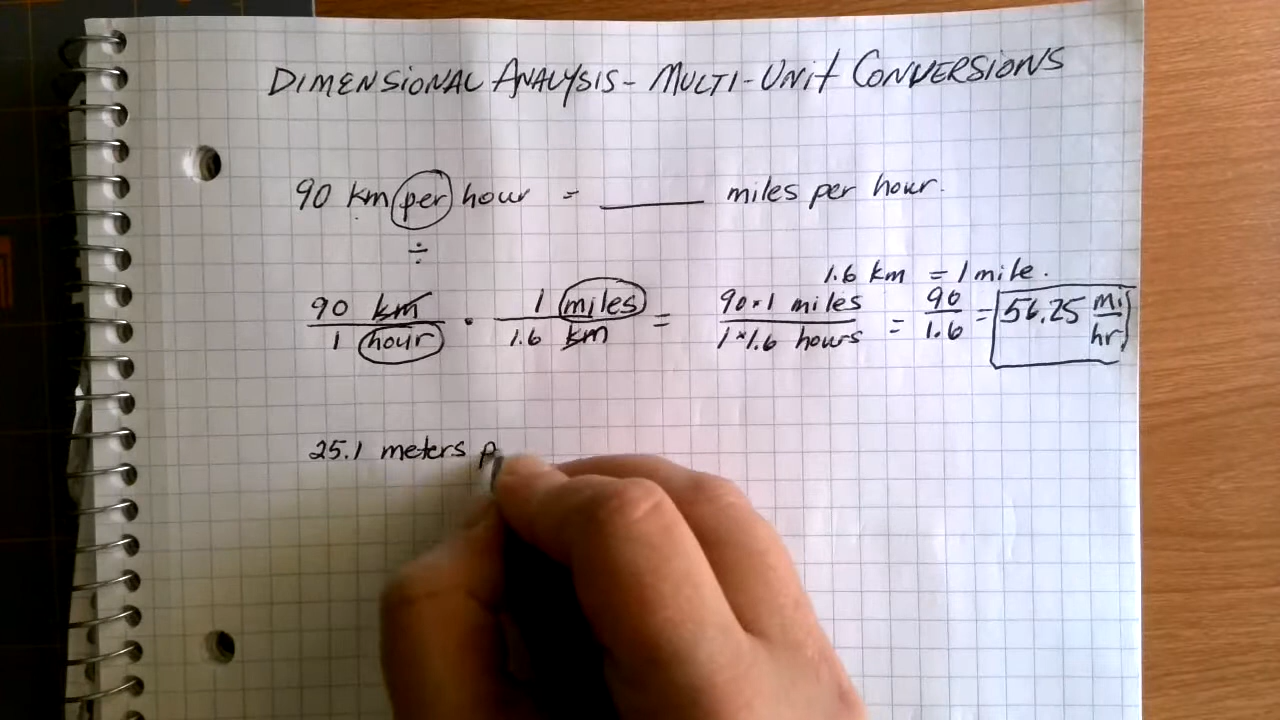 DIMENSIONAL ANALYSIS - MULTI-UNIT CONVERSIONS
90 km per hour = ______ miles per hour.
÷
1.6 km = 1 mile.
90 km / 1 hour · 1 miles / 1.6 km = 90 * 1 miles / 1 * 1.6 hours = 90 / 1.6 = 56.25 mi / hr
25.1 meters p